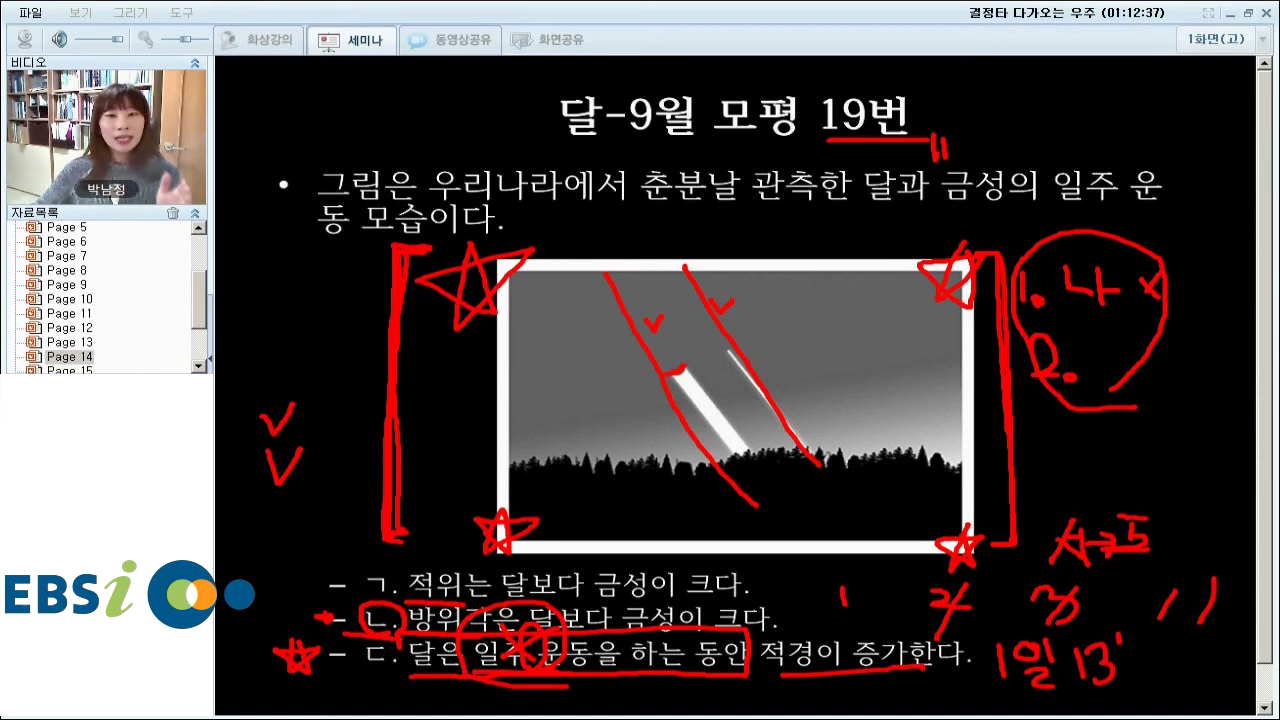 파일 보기 그리기 도구 결정타 다가오는 우주 (01:12:37)
화상강의 세미나 동영상공유 화면공유 1화면(고)
비디오
박남정
자료목록
Page 5
Page 6
Page 7
Page 8
Page 9
Page 10
Page 11
Page 12
Page 13
Page 14
Page 15
달-9월 모평 19번
• 그림은 우리나라에서 춘분날 관측한 달과 금성의 일주 운
동 모습이다.
1. 나 x
2.
– ㄱ. 적위는 달보다 금성이 크다.
– ㄴ. 방위각은 달보다 금성이 크다.
– ㄷ. 달은 일주 운동을 하는 동안 적경이 증가한다.
1일 13
EBSi